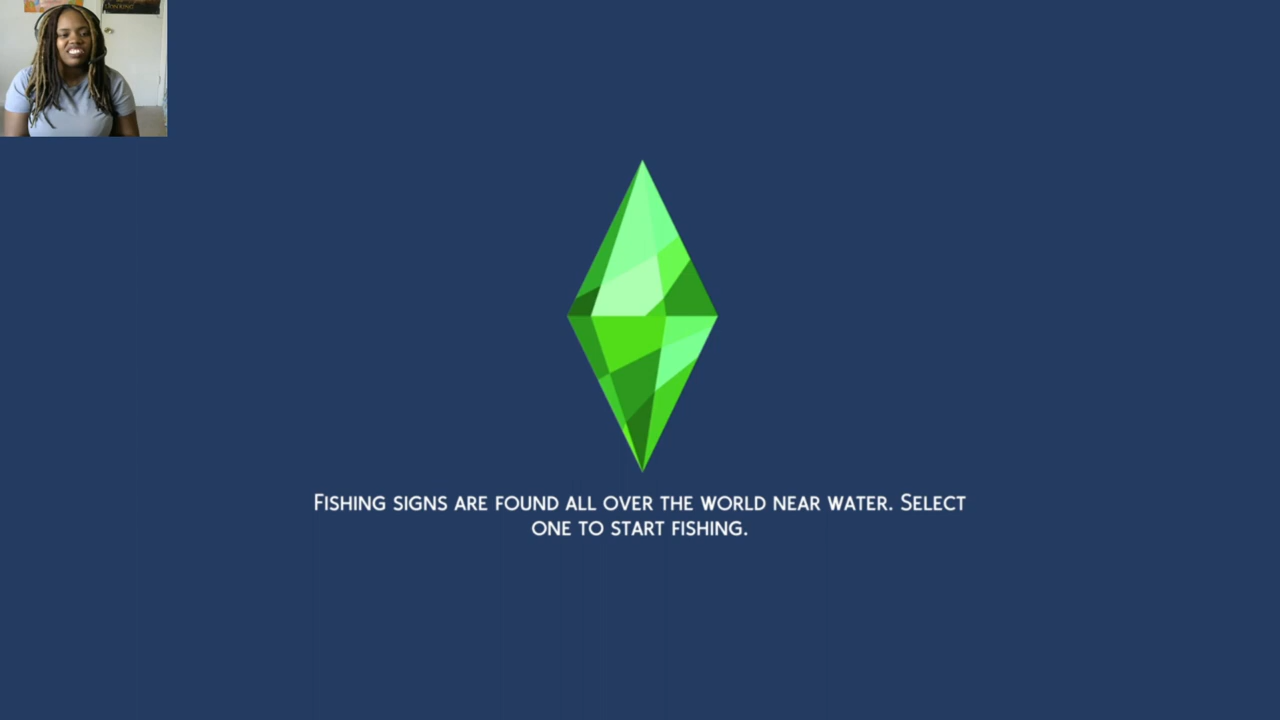 FISHING SIGNS ARE FOUND ALL OVER THE WORLD NEAR WATER. SELECT
ONE TO START FISHING.